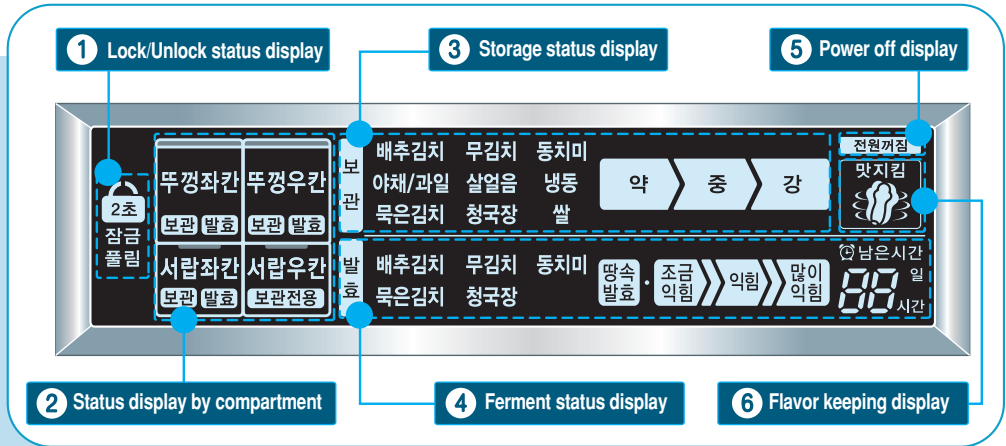 1 Lock/Unlock status display
3 Storage status display
5 Power off display
2초
잠금
풀림
뚜껑좌칸 뚜껑우칸
보관 발효 보관 발효
서랍좌칸 서랍우칸
보관 발효 보관전용
보관
배추김치 무김치 동치미
야채/과일 살얼음 냉동
묵은김치 청국장 쌀
약 중 강
전원꺼짐
맛지킴
발효
배추김치 무김치 동치미
묵은김치 청국장
땅속발효 · 조금익힘 익힘 많이익힘
남은시간
88 일
시간
2 Status display by compartment
4 Ferment status display
6 Flavor keeping display